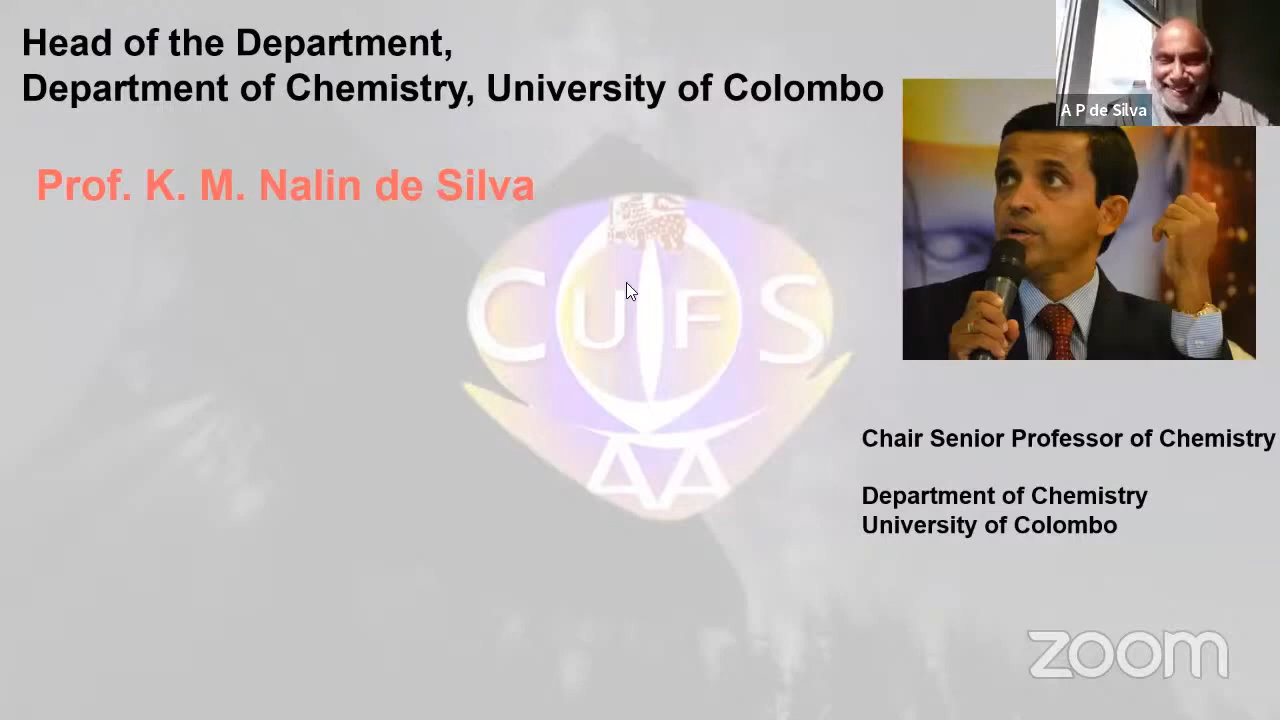 Head of the Department,
Department of Chemistry, University of Colombo
A P de Silva
Prof. K. M. Nalin de Silva
CUFS
AA
Chair Senior Professor of Chemistry
Department of Chemistry
University of Colombo
zoom